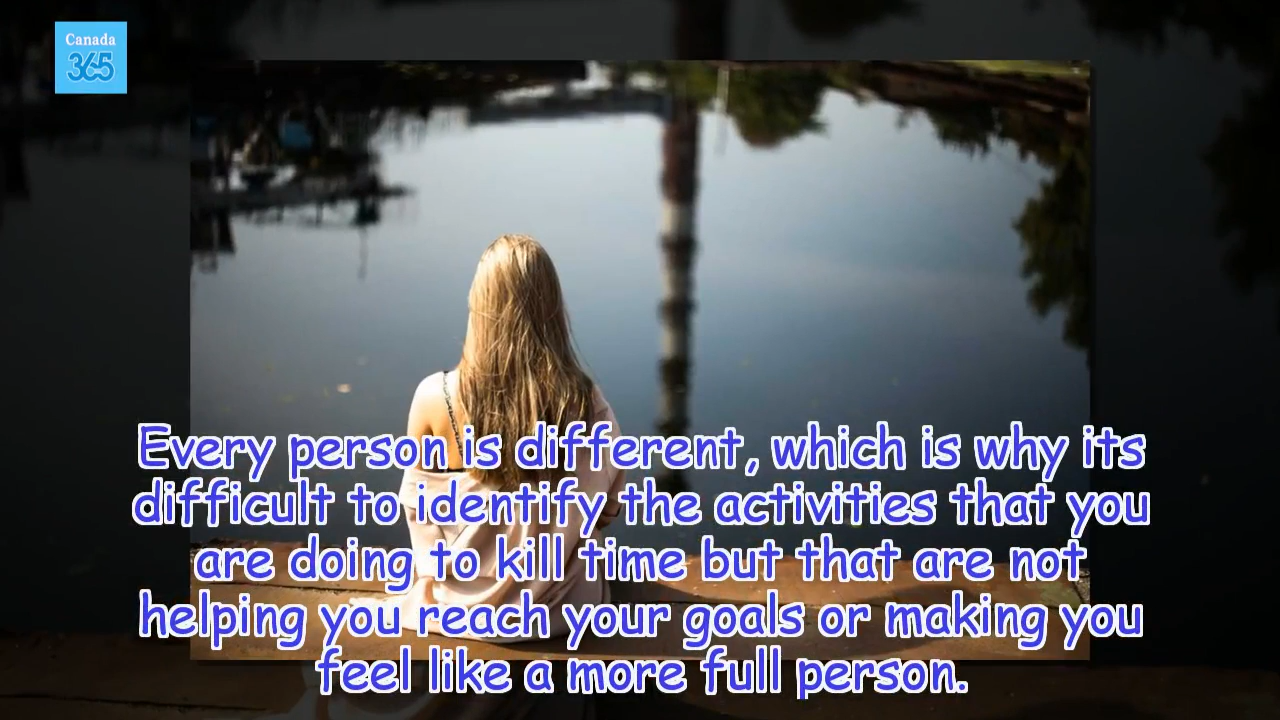 Canada
365
Every person is different, which is why its
difficult to identify the activities that you
are doing to kill time but that are not
helping you reach your goals or making you
feel like a more full person.